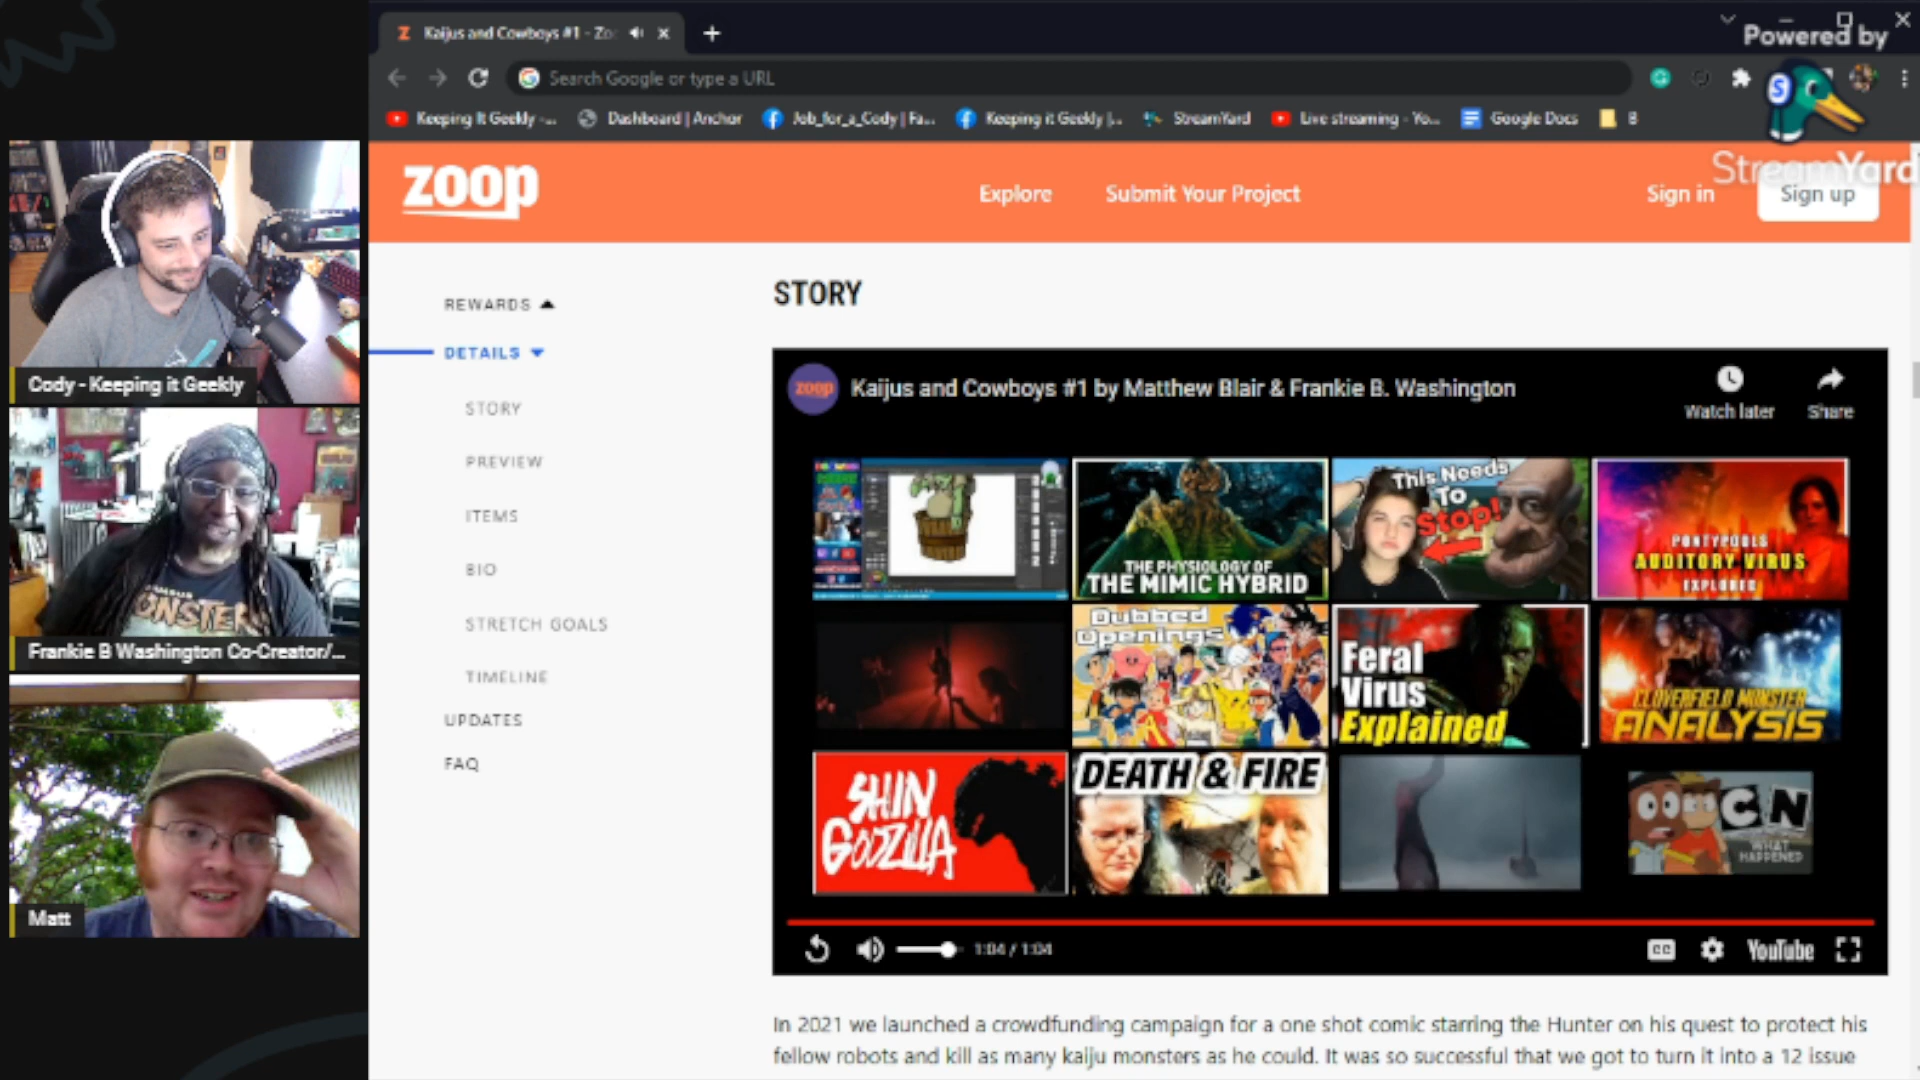 Kaijus and Cowboys #1 - Zo
Powered by
StreamYard
Search Google or type a URL
Keeping It Geekly -...
Dashboard | Anchor
Job_for_a_Cody | Fa...
Keeping it Geekly |...
StreamYard
Live streaming - Yo...
Google Docs
B
zoop
Explore
Submit Your Project
Sign in
Sign up
REWARDS
DETAILS
STORY
PREVIEW
ITEMS
BIO
STRETCH GOALS
TIMELINE
UPDATES
FAQ
Cody - Keeping it Geekly
MONSTER
Frankie B Washington Co-Creator/...
Matt
STORY
zoop
Kaijus and Cowboys #1 by Matthew Blair & Frankie B. Washington
Watch later
Share
THE PHYSIOLOGY OF
THE MIMIC HYBRID
This Needs
To
Stop!
PONTYPOOLS
AUDITORY VIRUS
EXPLORED
Dubbed
Openings
Feral
Virus
Explained
CLOVERFIELD MONSTER
ANALYSIS
SHIN
GODZILLA
DEATH & FIRE
CN
WHAT
HAPPENED
1:04 / 1:04
CC
YouTube
In 2021 we launched a crowdfunding campaign for a one shot comic starring the Hunter on his quest to protect his
fellow robots and kill as many kaiju monsters as he could. It was so successful that we got to turn it into a 12 issue